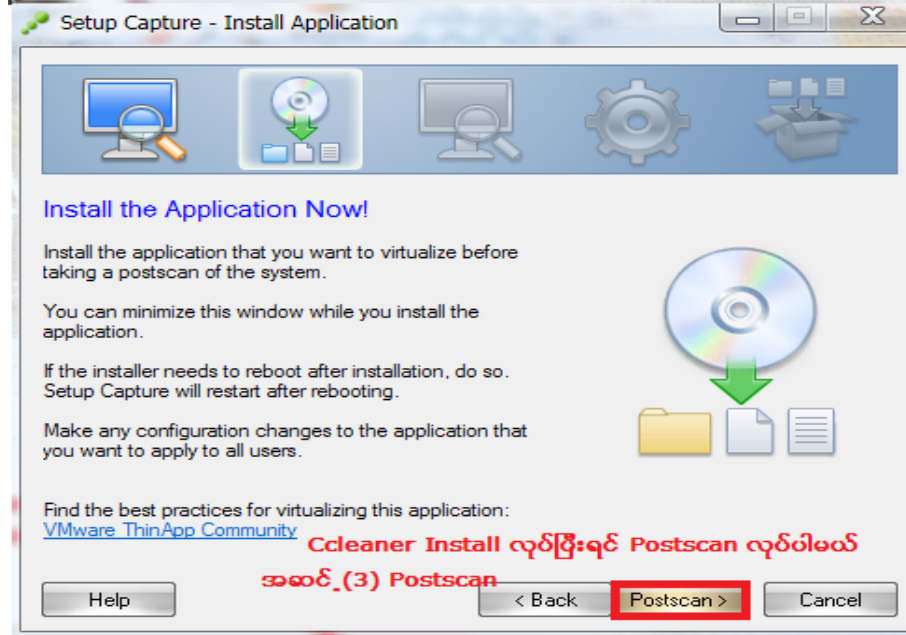 Setup Capture - Install Application
Install the Application Now!
Install the application that you want to virtualize before
taking a postscan of the system.
You can minimize this window while you install the
application.
If the installer needs to reboot after installation, do so.
Setup Capture will restart after rebooting.
Make any configuration changes to the application that
you want to apply to all users.
Find the best practices for virtualizing this application:
VMware ThinApp Community
Ccleaner Install လုပ်ပြီးရင် Postscan လုပ်ပါမယ်
အဆင့်_(3) Postscan
Help
< Back
Postscan >
Cancel